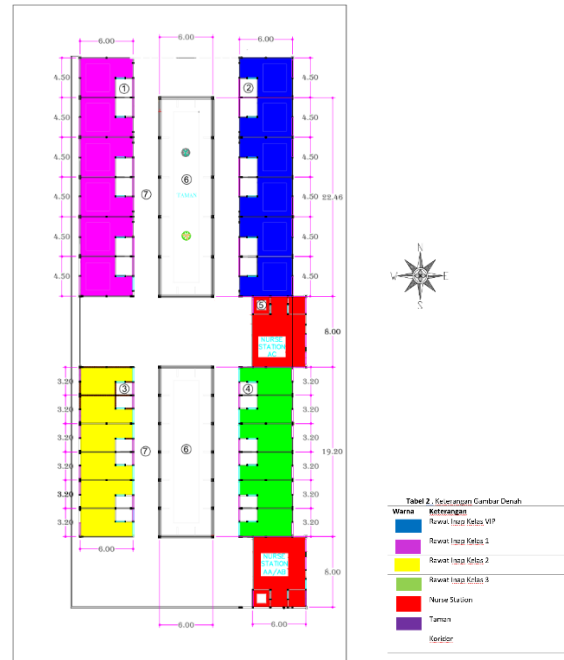 6.00 6.00 6.00
4.50 ① ② 4.50
4.50 4.50
4.50 ⑥ 4.50
⑦ TAMAN 22.46
4.50 4.50
4.50 4.50
4.50 4.50
⑤
NURSE
STATION
AC
3.20 ③ ④ 3.20
3.20 3.20
3.20 3.20
⑦ ⑥ 19.20
3.20 3.20
3.20 3.20
3.20 3.20
6.00
NURSE
STATION
AA/AB
6.00 6.00
N
W E
S
Tabel 2. Keterangan Gambar Denah
Warna Keterangan
Rawat Inap Kelas VIP
Rawat Inap Kelas 1
Rawat Inap Kelas 2
Rawat Inap Kelas 3
Nurse Station
Taman
Koridor